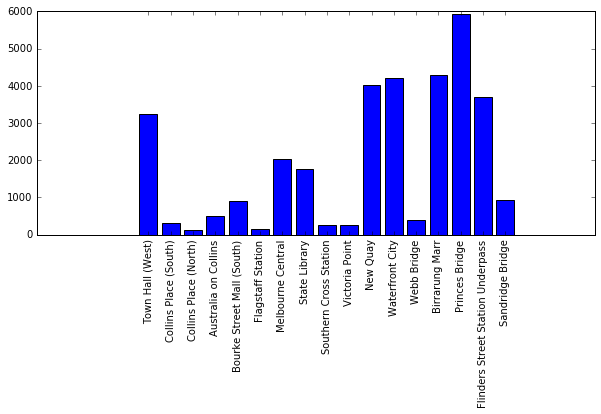 6000
5000
4000
3000
2000
1000
0
Town Hall (West)
Collins Place (South)
Collins Place (North)
Australia on Collins
Bourke Street Mall (South)
Flagstaff Station
Melbourne Central
State Library
Southern Cross Station
Victoria Point
New Quay
Waterfront City
Webb Bridge
Birrarung Marr
Princes Bridge
Flinders Street Station Underpass
Sandridge Bridge